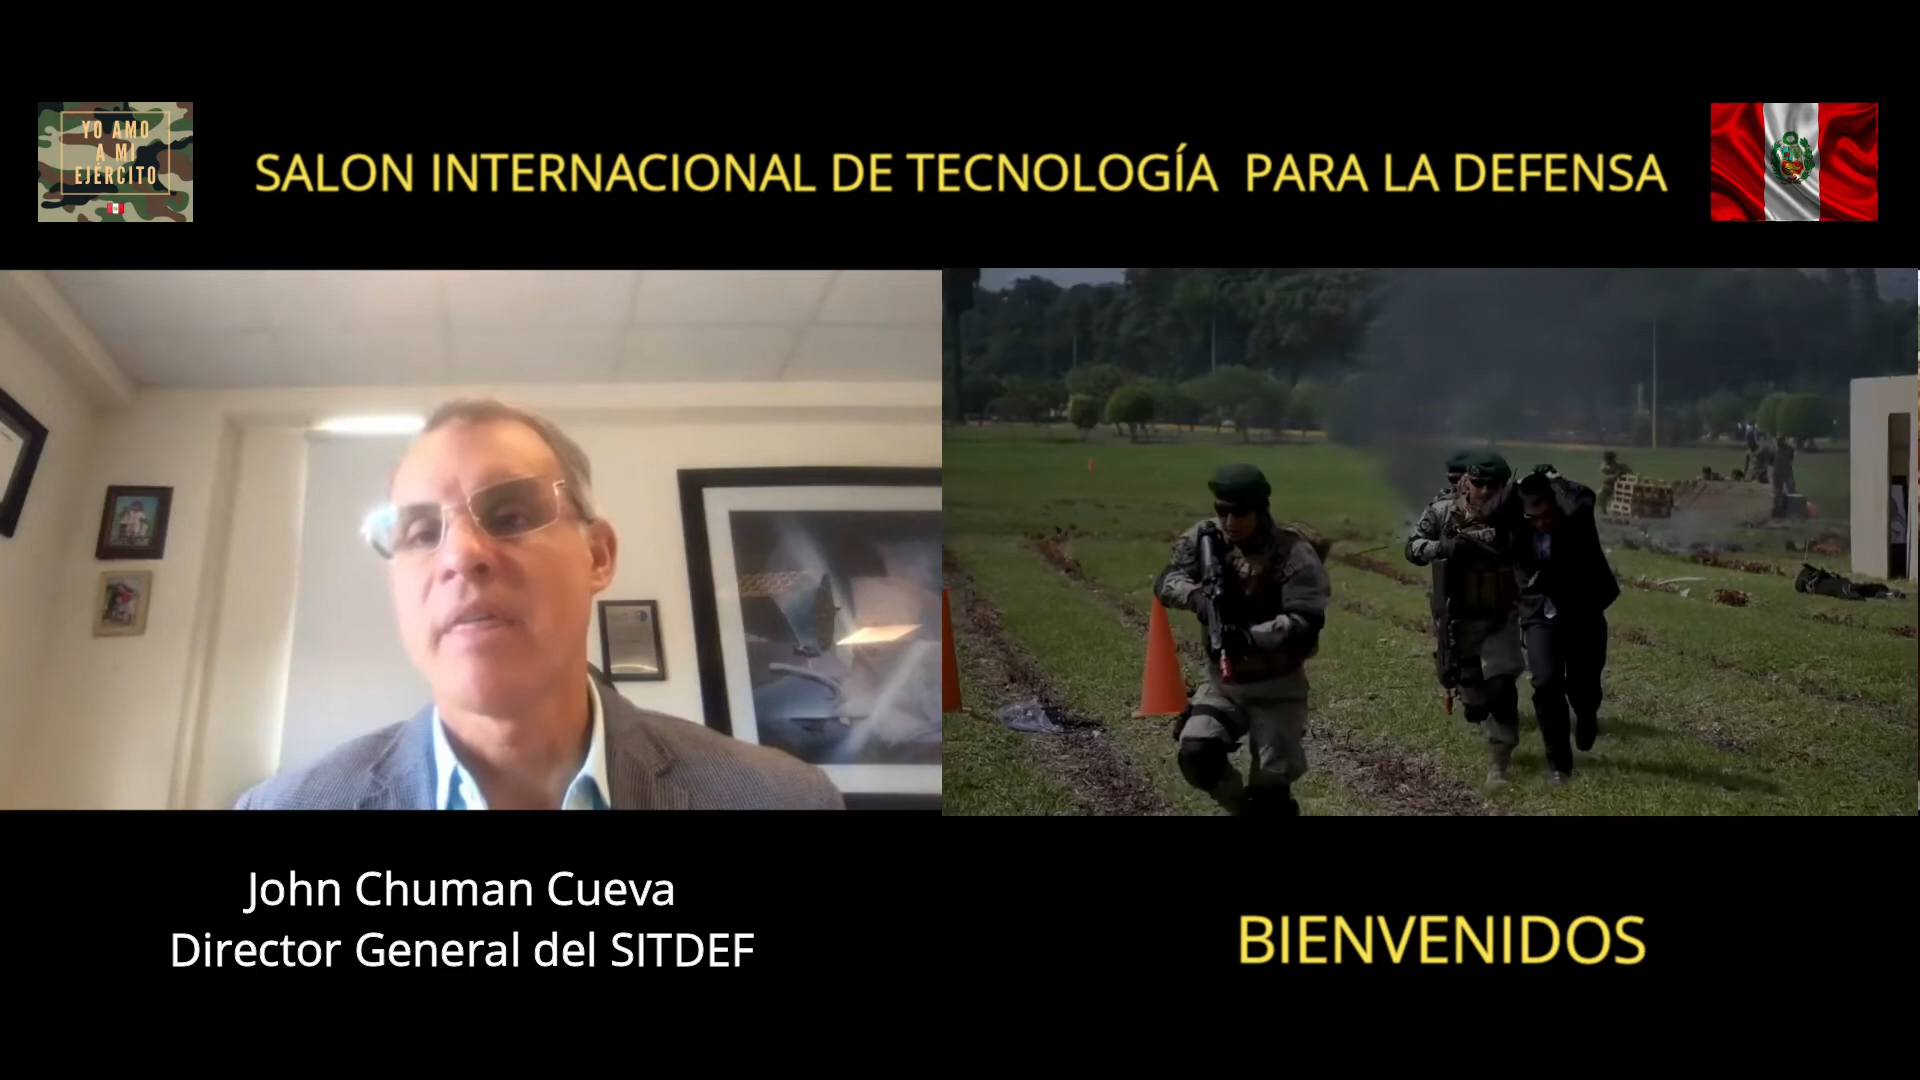 YO AMO
A MI
EJÉRCITO
SALON INTERNACIONAL DE TECNOLOGÍA  PARA LA DEFENSA
John Chuman Cueva
Director General del SITDEF
BIENVENIDOS